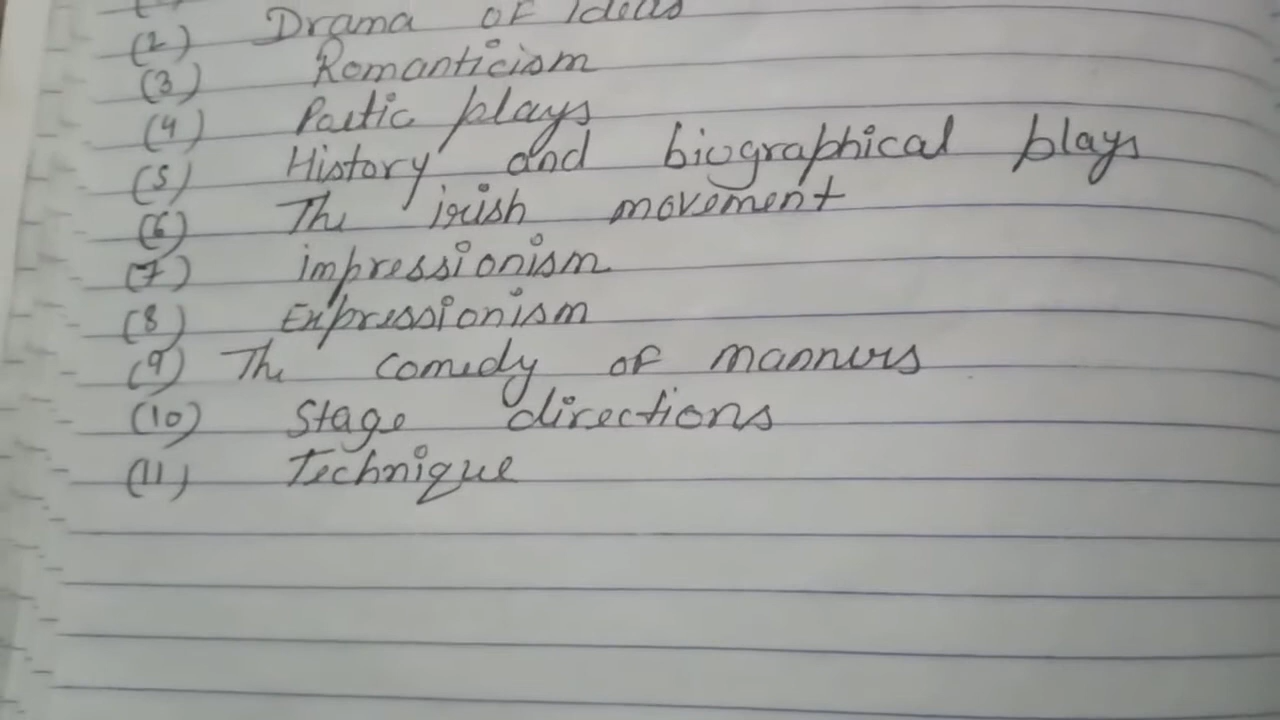 (2) Drama of Ideas
(3) Romanticism
(4) Poetic plays
(5) History and biographical plays
(6) The irish movement
(7) impressionism
(8) Expressionism
(9) The comedy of manners
(10) Stage directions
(11) Technique